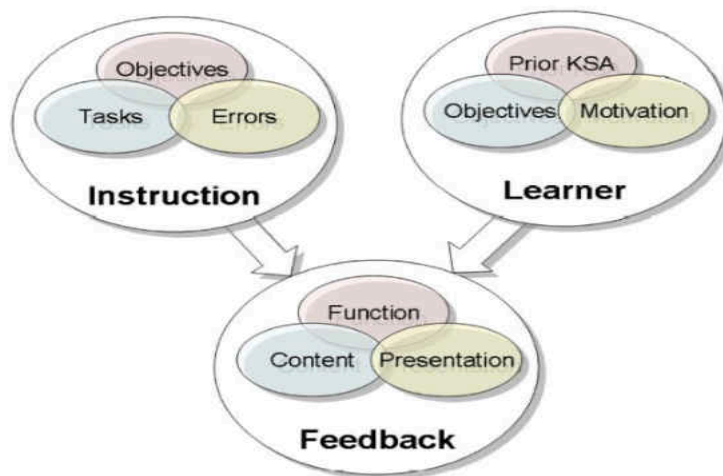 Objectives
Tasks
Errors
Instruction
Prior KSA
Objectives
Motivation
Learner
Function
Content
Presentation
Feedback